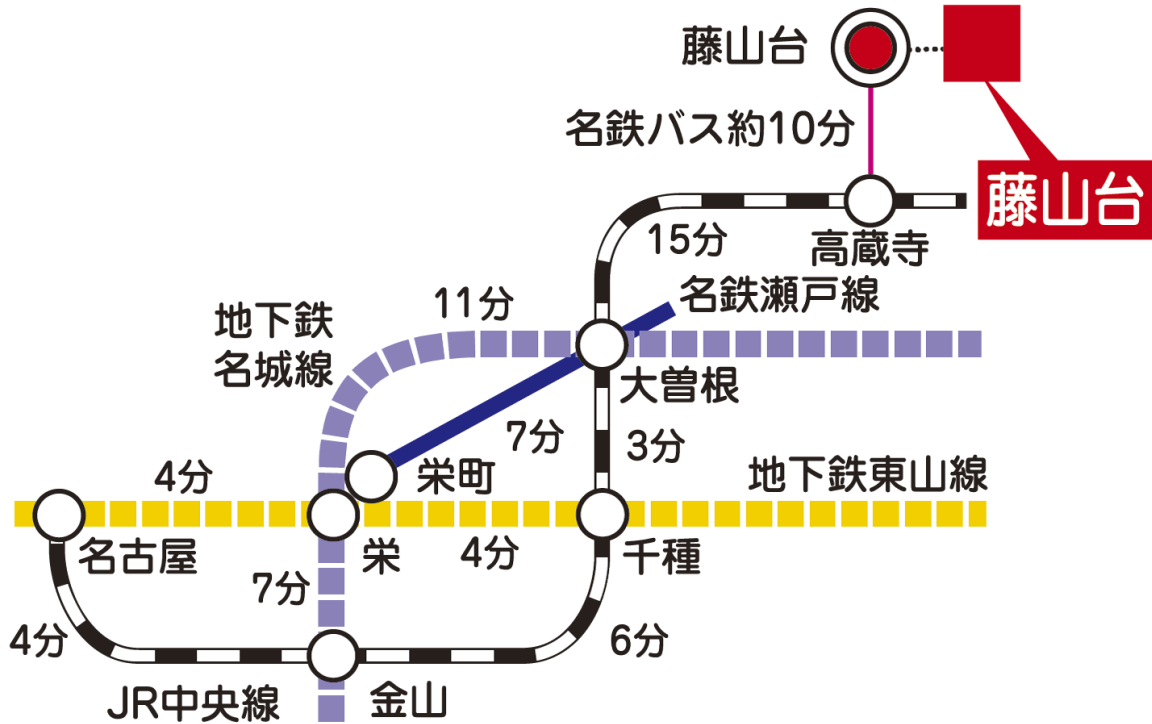 藤山台
名鉄バス約10分
藤山台
15分
高蔵寺
名鉄瀬戸線
11分
地下鉄
名城線
大曽根
7分
3分
4分
栄町
地下鉄東山線
名古屋
栄
4分
千種
7分
4分
6分
JR中央線
金山